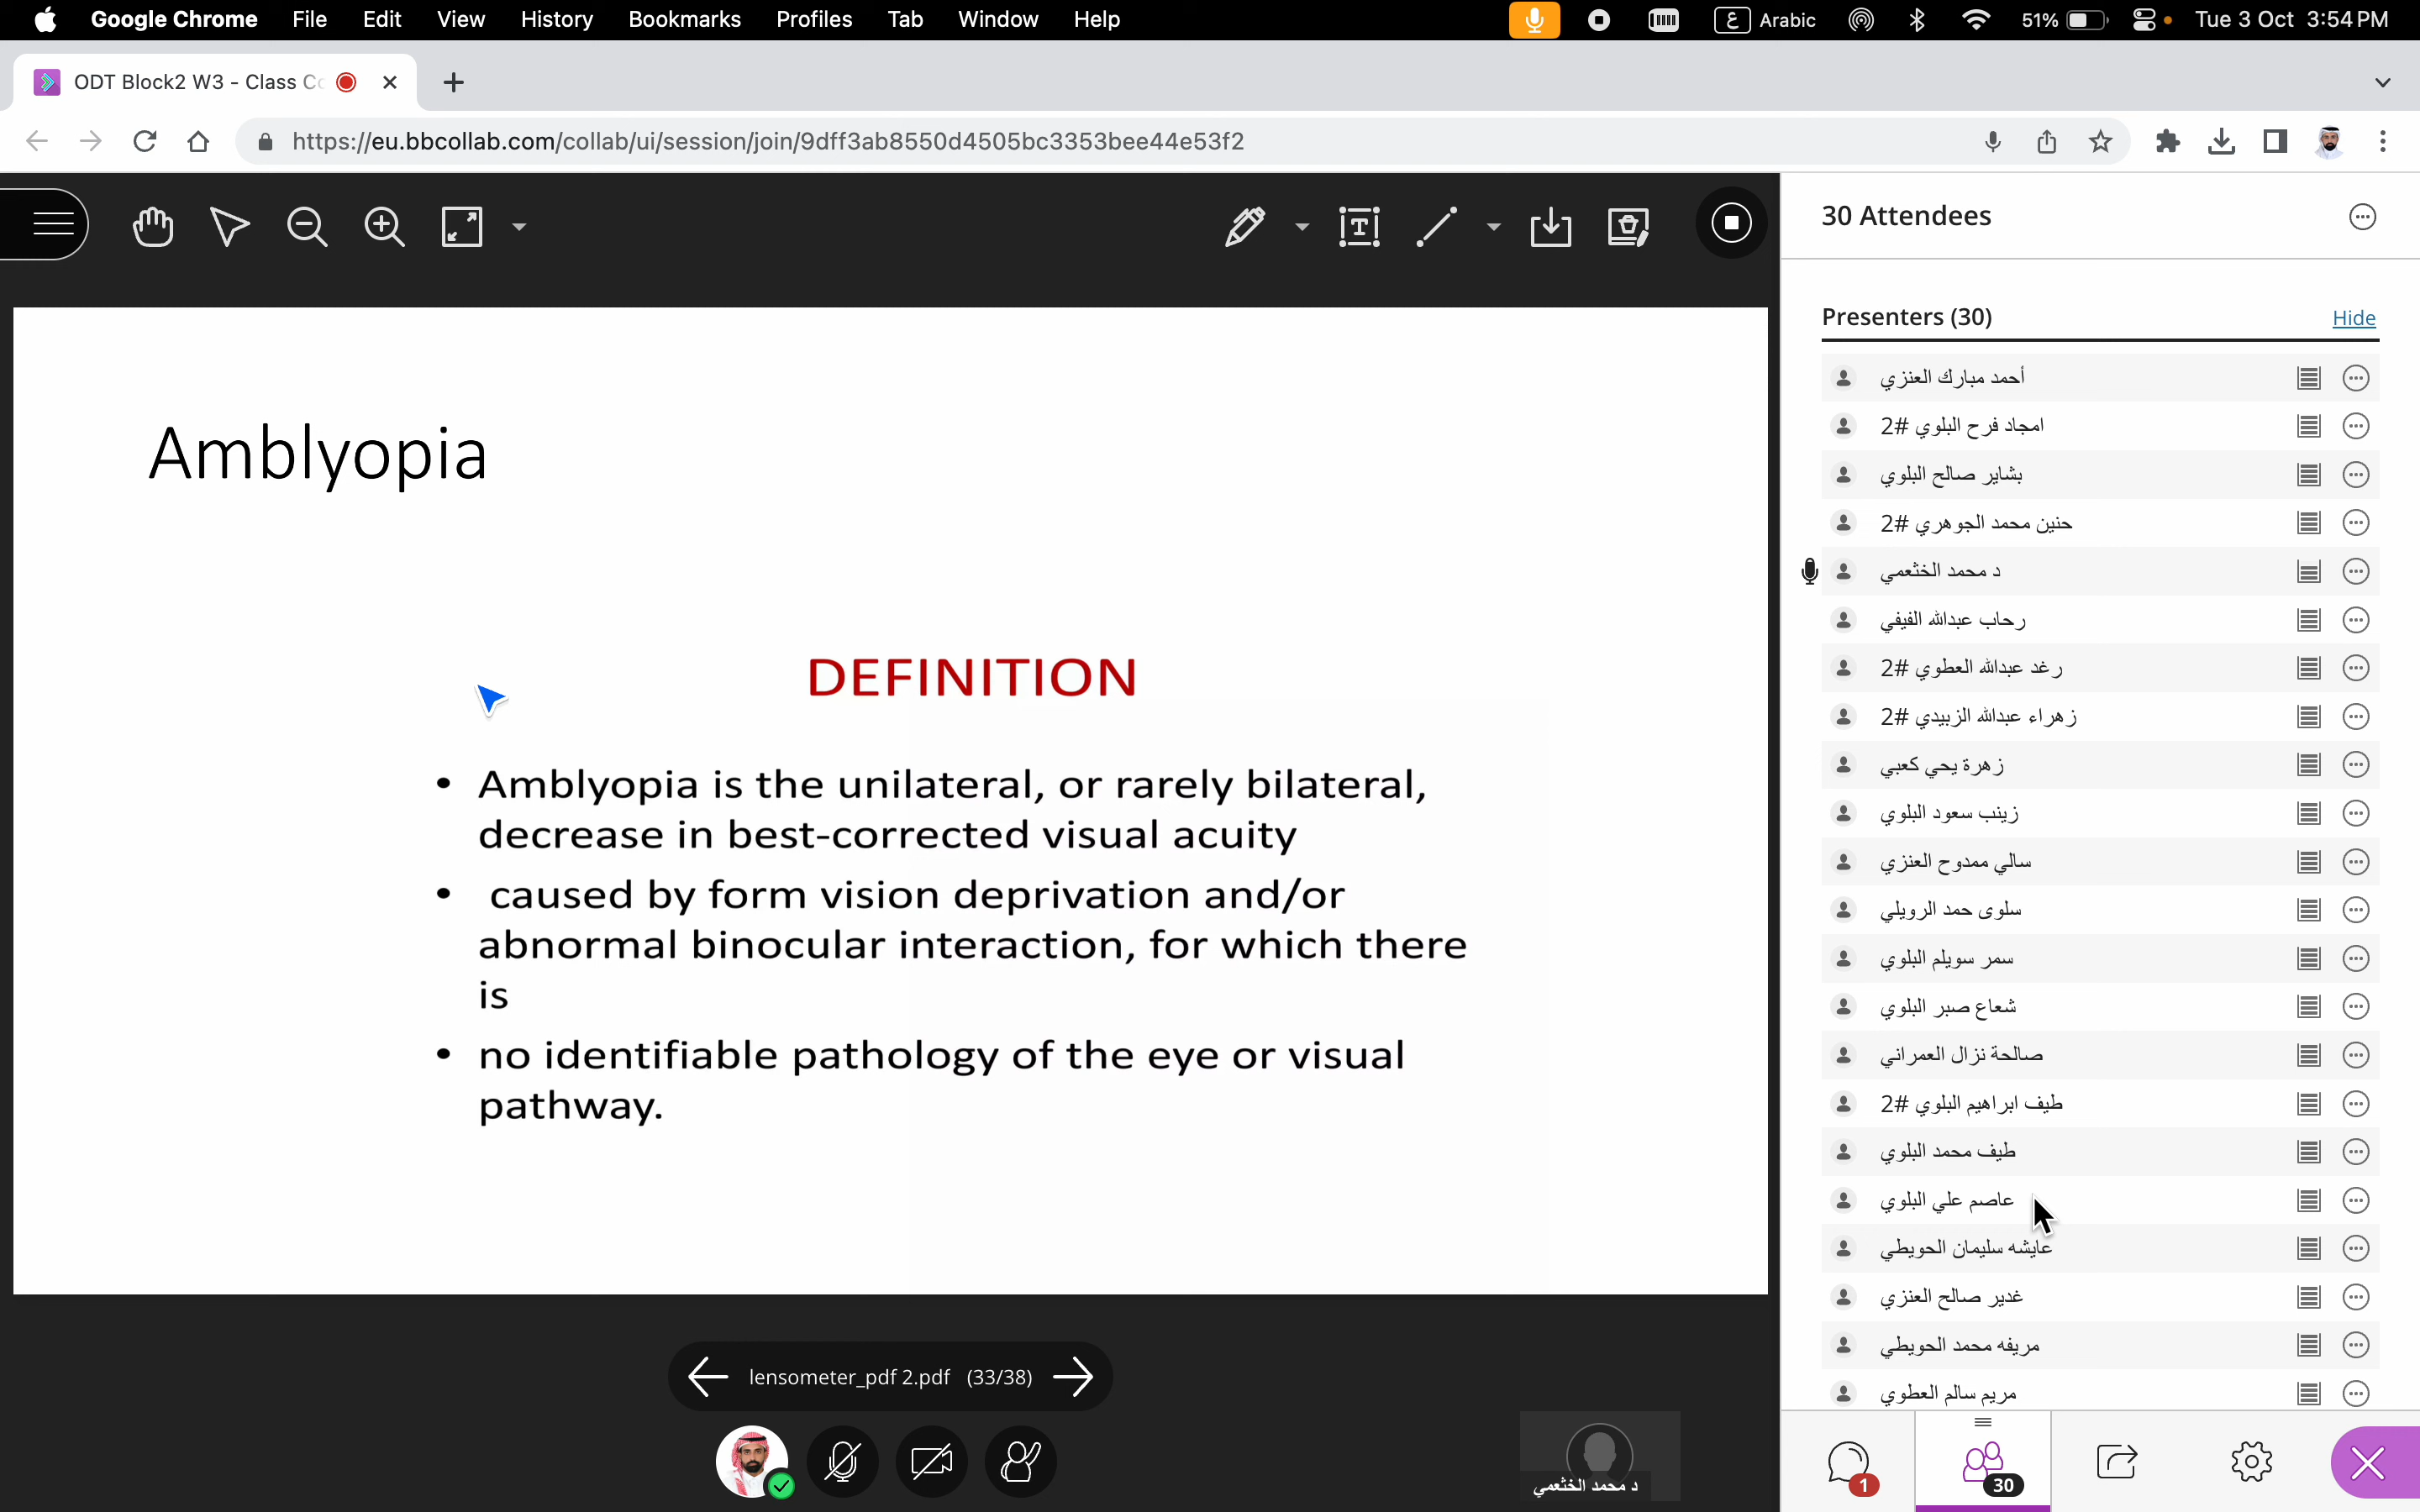 Google Chrome File Edit View History Bookmarks Profiles Tab Window Help ع Arabic 51% Tue 3 Oct 3:54 PM
ODT Block2 W3 - Class Co
https://eu.bbcollab.com/collab/ui/session/join/9dff3ab8550d4505bc3353bee44e53f2
Amblyopia
DEFINITION
• Amblyopia is the unilateral, or rarely bilateral,
decrease in best-corrected visual acuity
• caused by form vision deprivation and/or
abnormal binocular interaction, for which there
is
• no identifiable pathology of the eye or visual
pathway.
lensometer_pdf 2.pdf (33/38)
د محمد الخثعمي
30 Attendees
Presenters (30) Hide
أحمد مبارك العنزي
امجاد فرح البلوي #2
بشاير صالح البلوي
حنين محمد الجوهري #2
د محمد الخثعمي
رحاب عبدالله الفيفي
رغد عبدالله العطوي #2
زهراء عبدالله الزبيدي #2
زهرة يحي كعبي
زينب سعود البلوي
سالي ممدوح العنزي
سلوى حمد الرويلي
سمر سويلم البلوي
شعاع صبر البلوي
صالحة نزال العمراني
طيف ابراهيم البلوي #2
طيف محمد البلوي
عاصم علي البلوي
عايشه سليمان الحويطي
غدير صالح العنزي
مريفه محمد الحويطي
مريم سالم العطوي
1
30